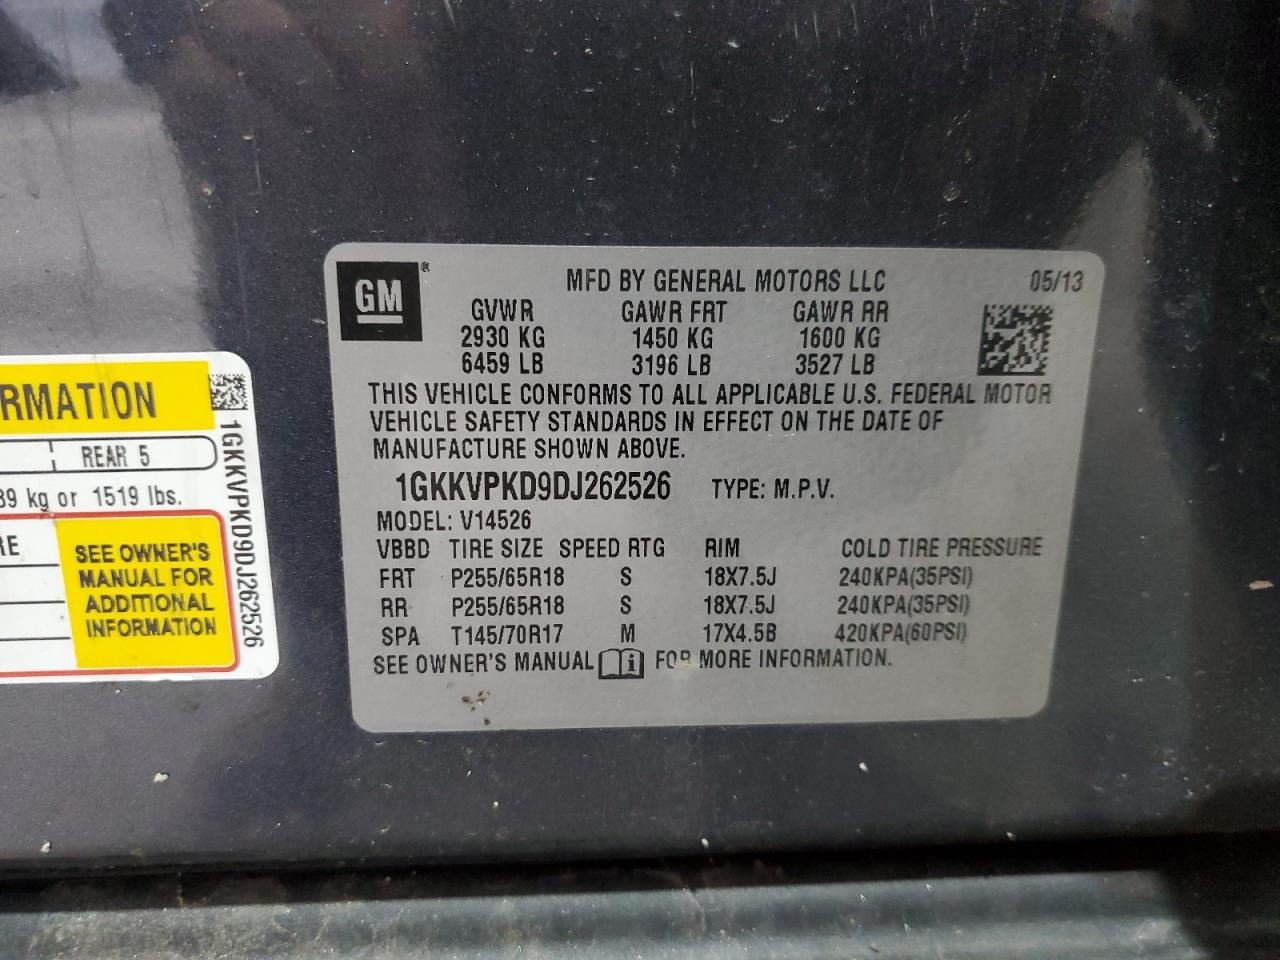 GM ®
MFD BY GENERAL MOTORS LLC 05/13
GVWR GAWR FRT GAWR RR
2930 KG 1450 KG 1600 KG
6459 LB 3196 LB 3527 LB
THIS VEHICLE CONFORMS TO ALL APPLICABLE U.S. FEDERAL MOTOR
VEHICLE SAFETY STANDARDS IN EFFECT ON THE DATE OF
MANUFACTURE SHOWN ABOVE.
1GKKVPKD9DJ262526 TYPE: M.P.V.
MODEL: V14526
VBBD TIRE SIZE SPEED RTG RIM COLD TIRE PRESSURE
FRT P255/65R18 S 18X7.5J 240KPA(35PSI)
RR P255/65R18 S 18X7.5J 240KPA(35PSI)
SPA T145/70R17 M 17X4.5B 420KPA(60PSI)
SEE OWNER'S MANUAL FOR MORE INFORMATION.
RMATION
REAR 5
39 kg or 1519 lbs.
RE
SEE OWNER'S
MANUAL FOR
ADDITIONAL
INFORMATION
1GKKVPKD9DJ262526